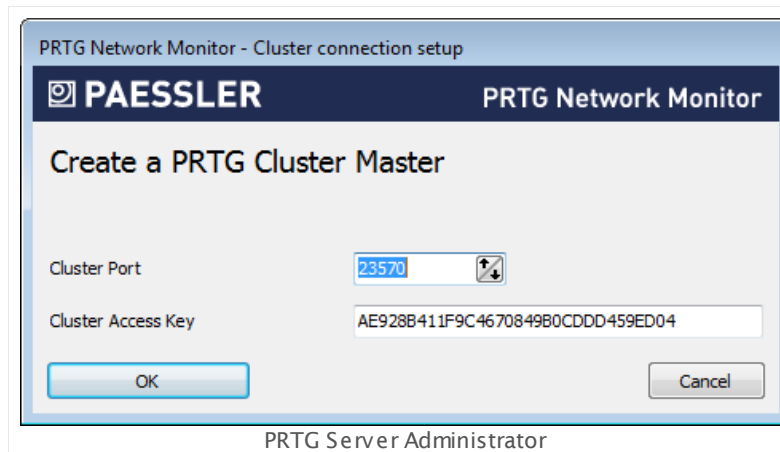 PRTG Network Monitor - Cluster connection setup
PAESSLER PRTG Network Monitor
Create a PRTG Cluster Master
Cluster Port 23570
Cluster Access Key AE928B411F9C4670849B0CDDD459ED04
OK Cancel
PRTG Server Administrator